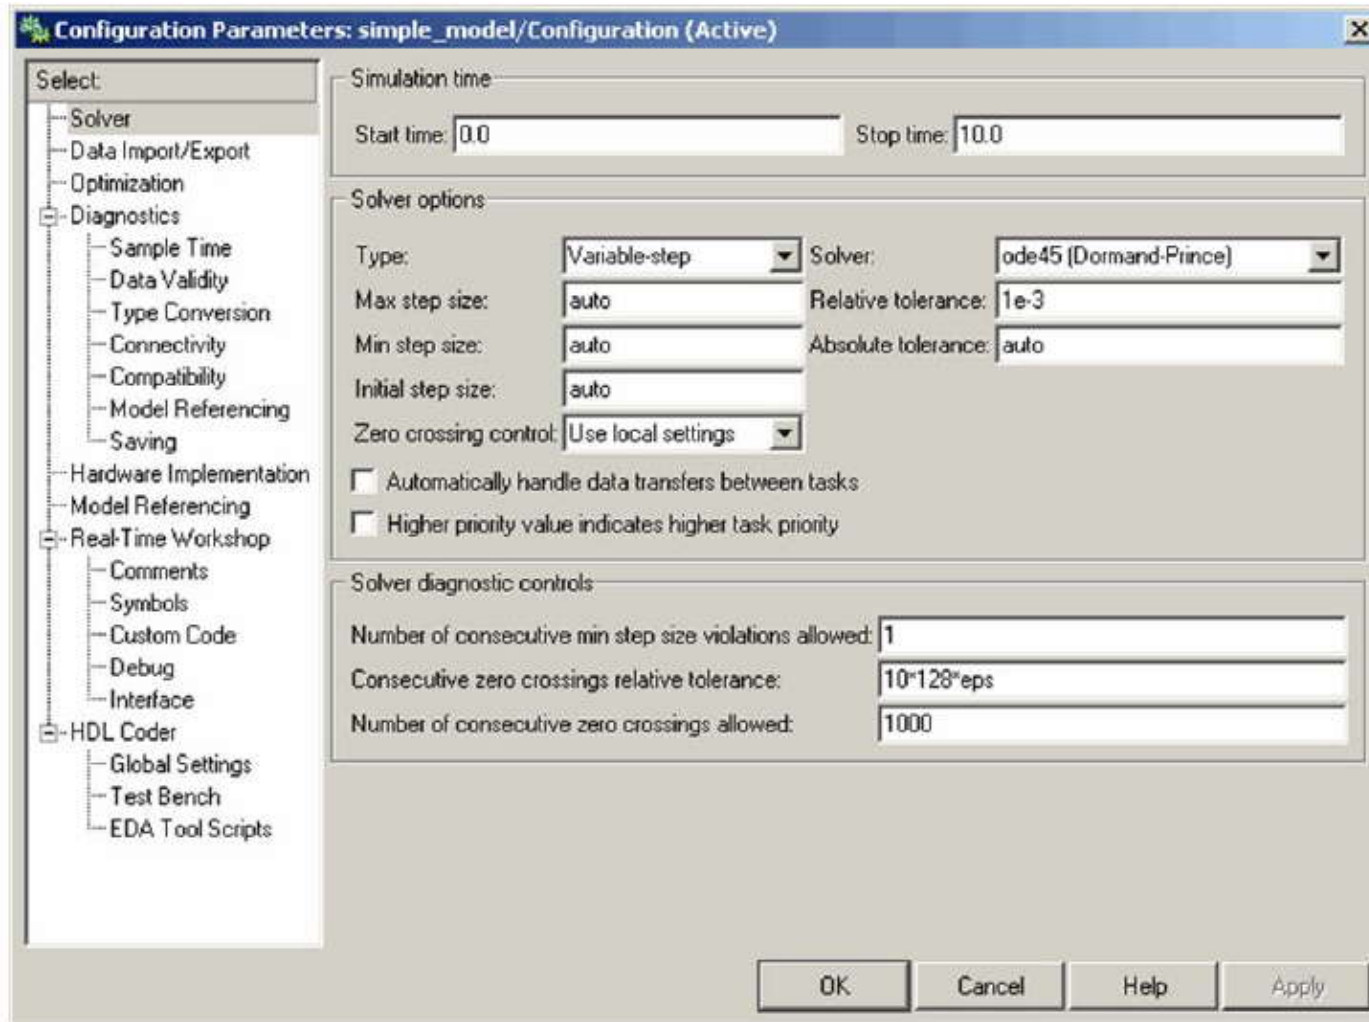 Configuration Parameters: simple_model/Configuration (Active)
Select:
Solver
Data Import/Export
Optimization
Diagnostics
Sample Time
Data Validity
Type Conversion
Connectivity
Compatibility
Model Referencing
Saving
Hardware Implementation
Model Referencing
Real-Time Workshop
Comments
Symbols
Custom Code
Debug
Interface
HDL Coder
Global Settings
Test Bench
EDA Tool Scripts
Simulation time
Start time: 0.0 Stop time: 10.0
Solver options
Type: Variable-step Solver: ode45 (Dormand-Prince)
Max step size: auto Relative tolerance: 1e-3
Min step size: auto Absolute tolerance: auto
Initial step size: auto
Zero crossing control: Use local settings
Automatically handle data transfers between tasks
Higher priority value indicates higher task priority
Solver diagnostic controls
Number of consecutive min step size violations allowed: 1
Consecutive zero crossings relative tolerance: 10*128*eps
Number of consecutive zero crossings allowed: 1000
OK Cancel Help Apply